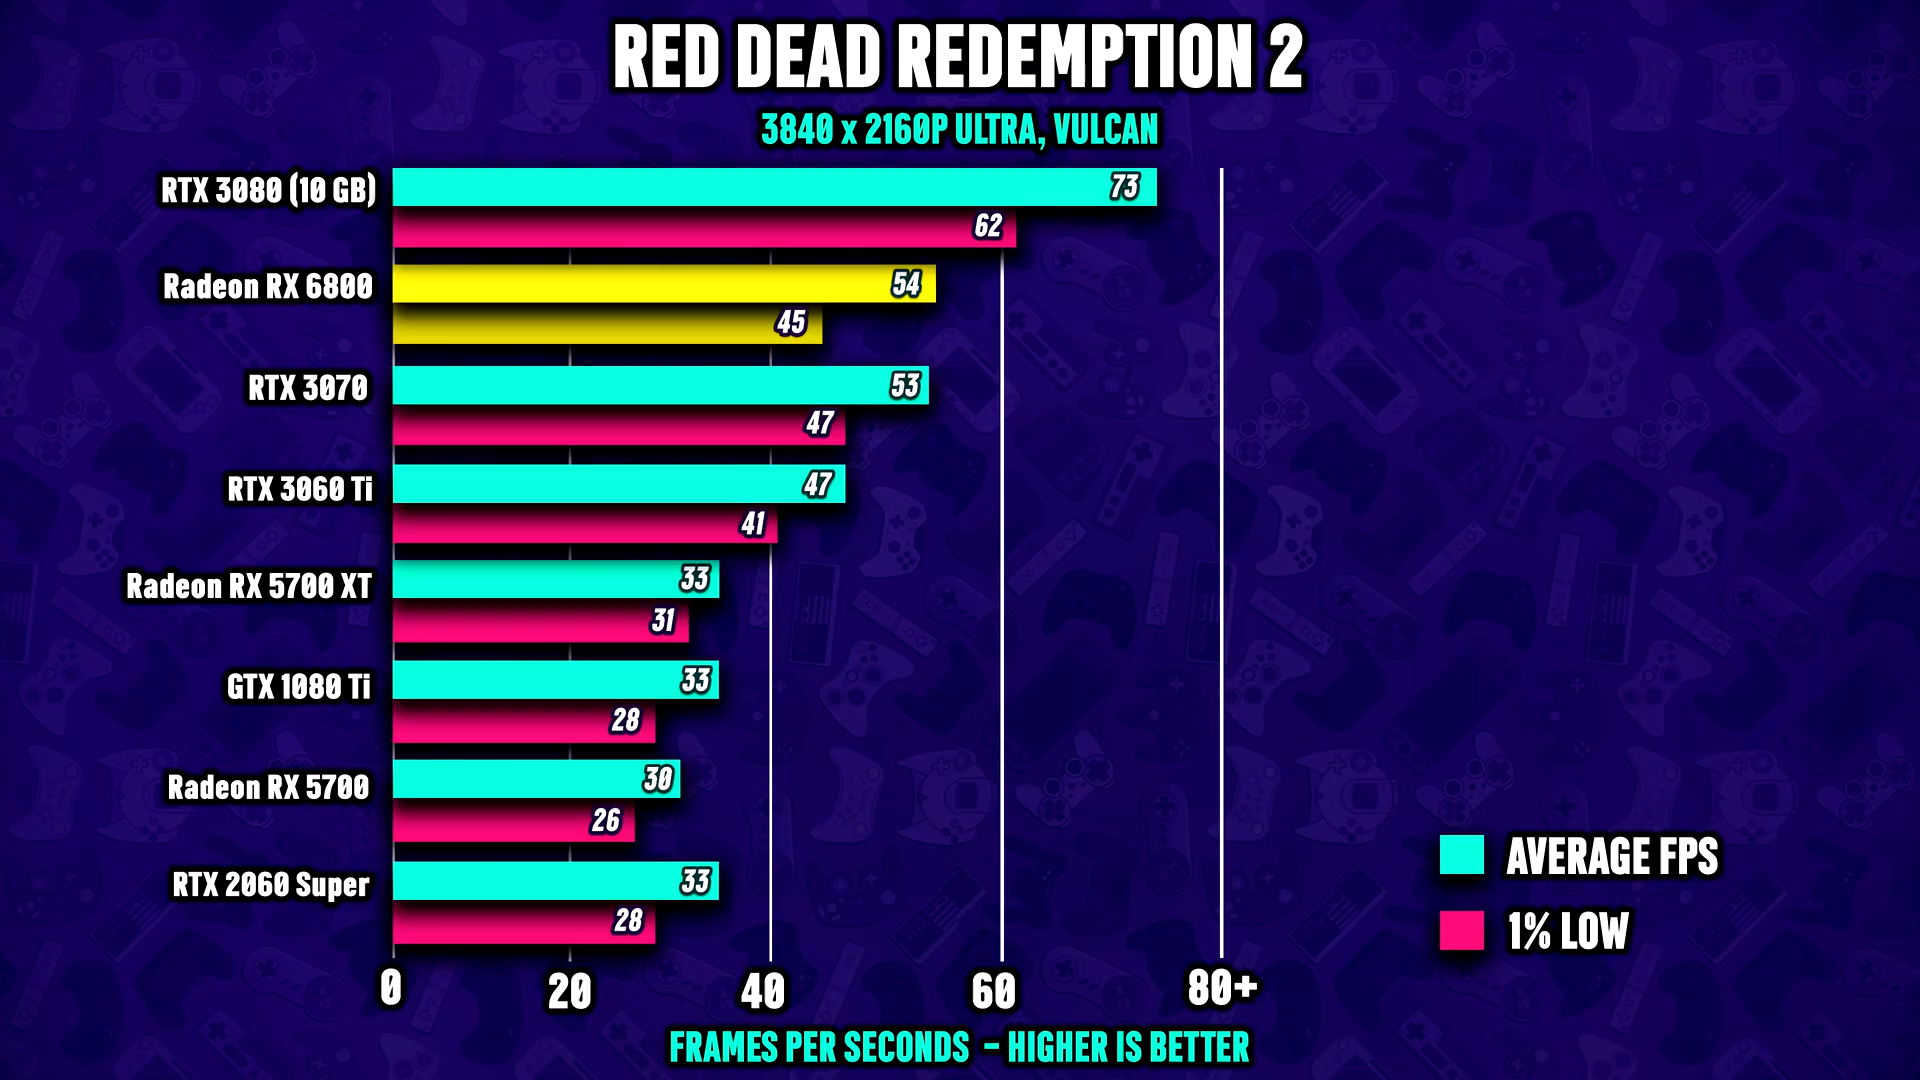 RED DEAD REDEMPTION 2
3840 x 2160P ULTRA, VULCAN
RTX 3080 (10 GB)
73
62
Radeon RX 6800
54
45
RTX 3070
53
47
RTX 3060 Ti
47
41
Radeon RX 5700 XT
33
31
GTX 1080 Ti
33
28
Radeon RX 5700
30
26
RTX 2060 Super
33
28
AVERAGE FPS
1% LOW
0 20 40 60 80+
FRAMES PER SECONDS – HIGHER IS BETTER